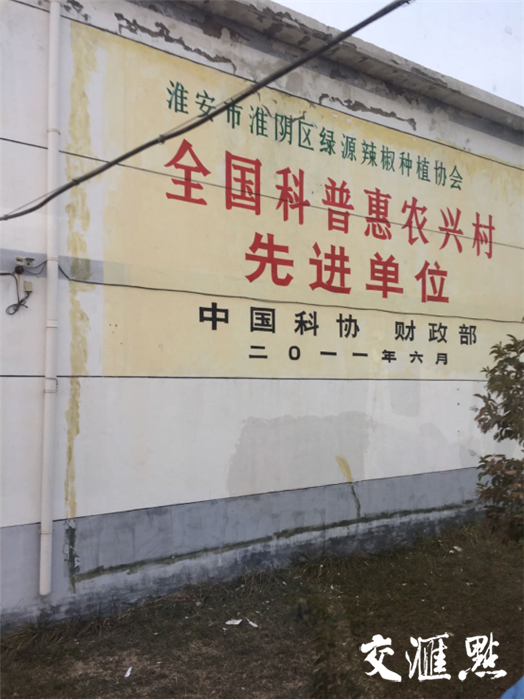 淮安市淮阴区绿源辣椒种植协会
全国科普惠农兴村
先进单位
中国科协 财政部
二〇一一年六月
交汇點